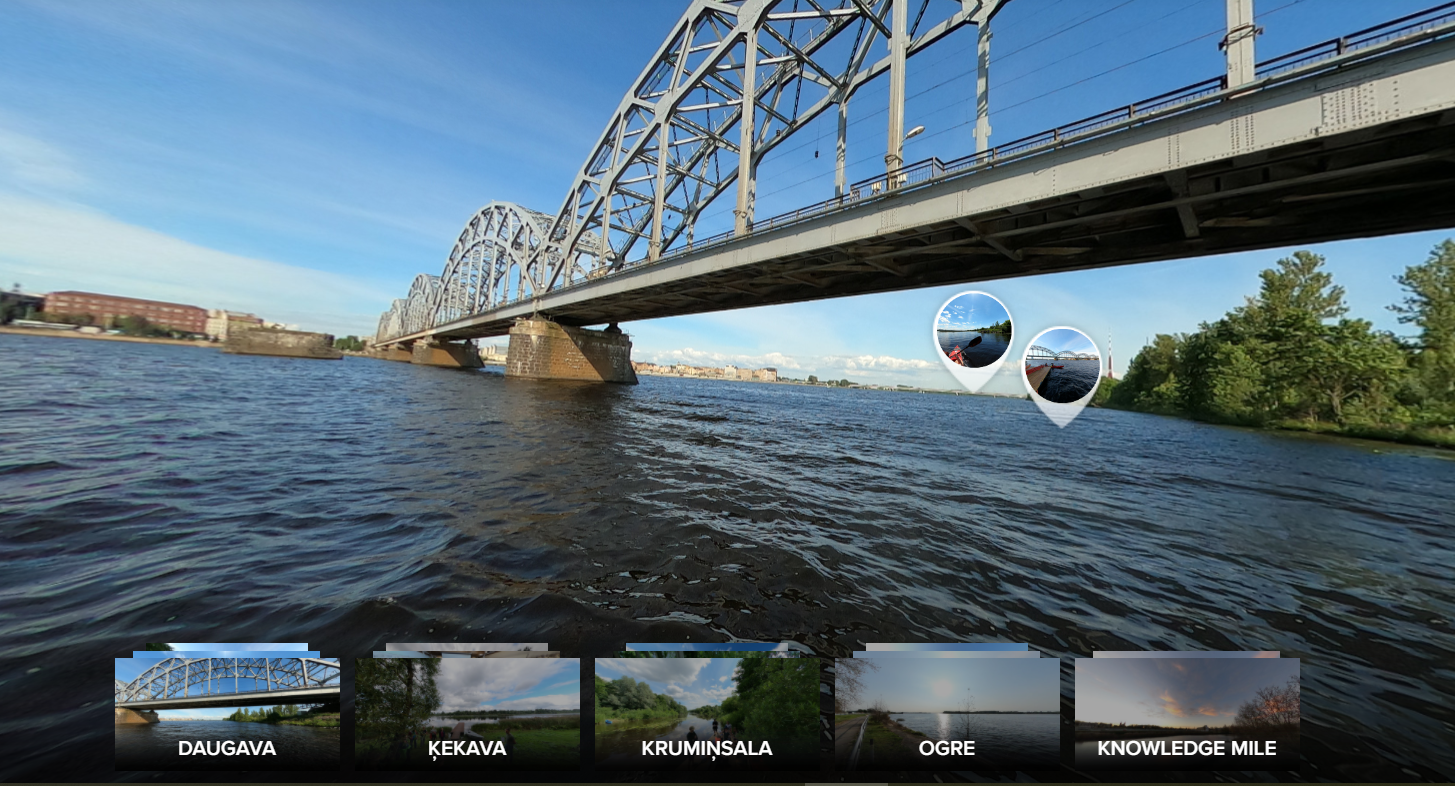 DAUGAVA
ĶEKAVA
KRUMIŅSALA
OGRE
KNOWLEDGE MILE